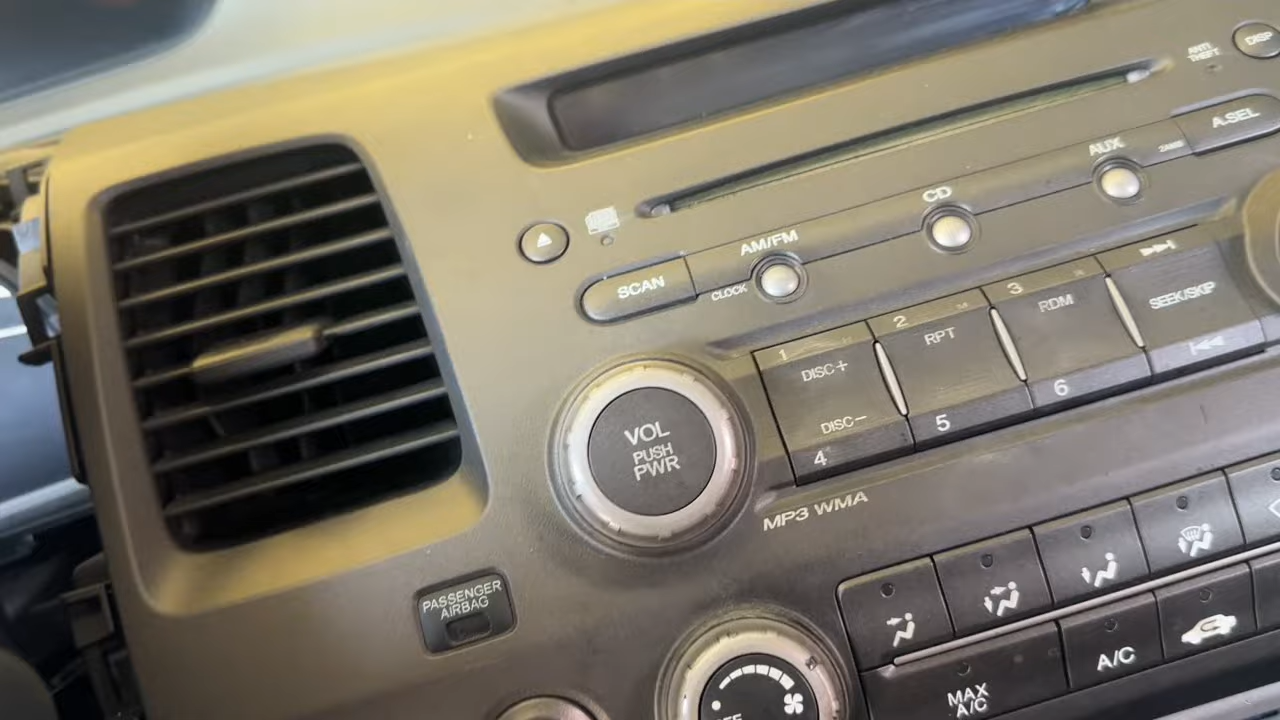 ANTI
THEFT
DISP
A.SEL
AUX
CD
AM/FM
SCAN
CLOCK
1
2
3
SEEK/SKIP
RDM
RPT
DISC+
DISC−
4
5
6
VOL
PUSH
PWR
MP3 WMA
PASSENGER
AIRBAG
A/C
MAX
A/C